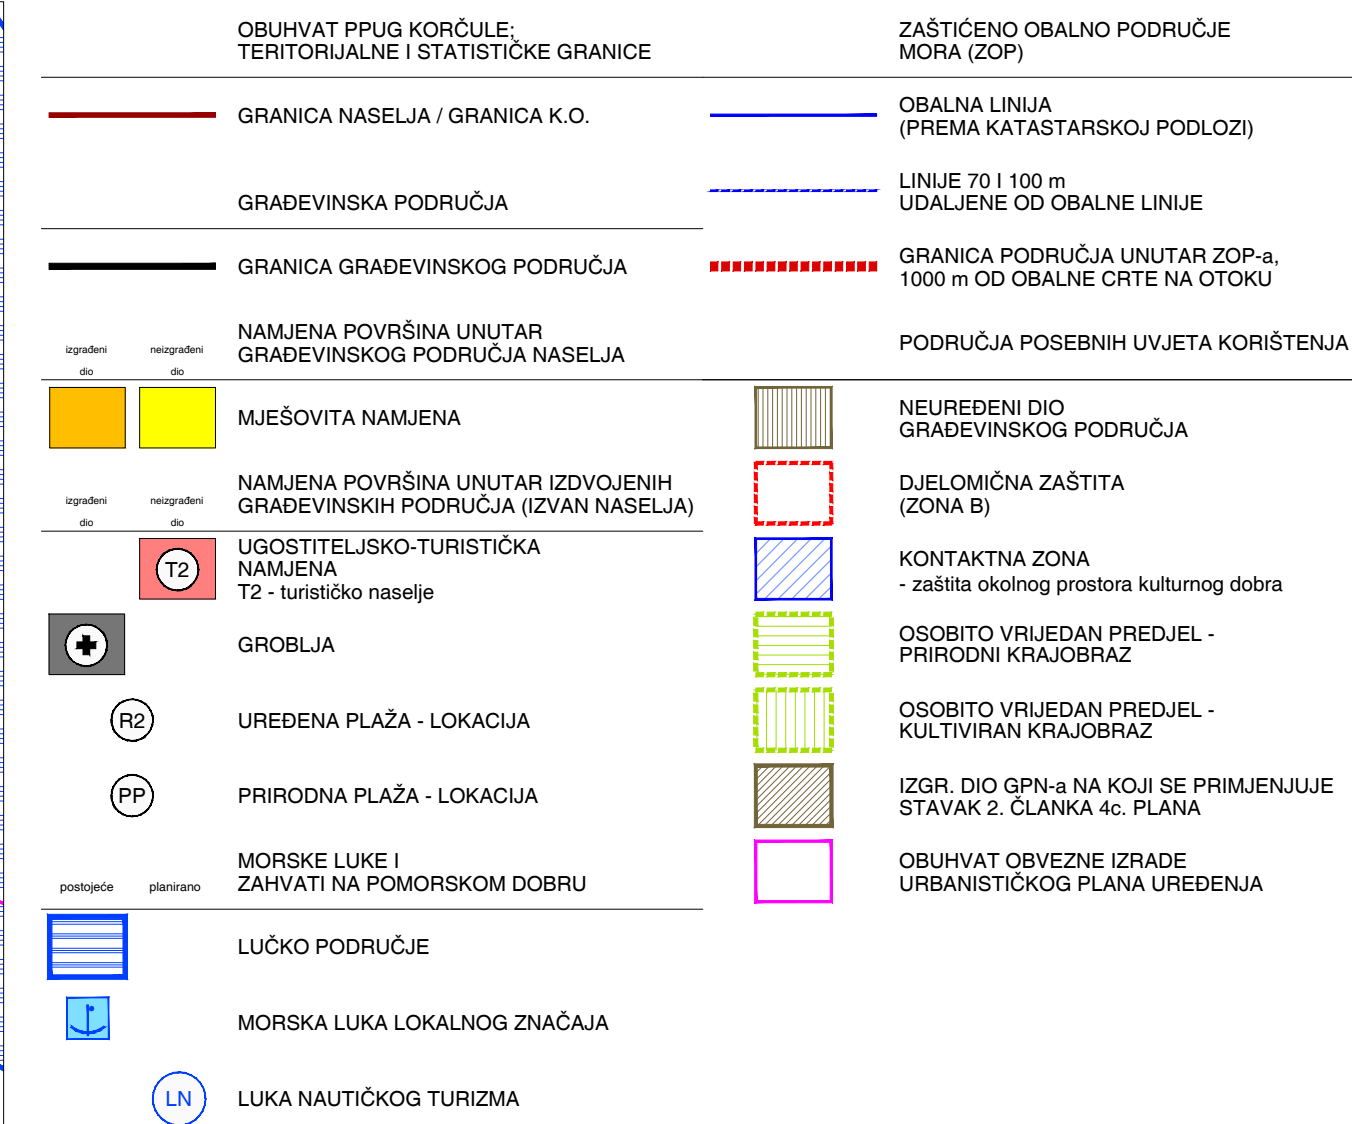 OBUHVAT PPUG KORČULE;
TERITORIJALNE I STATISTIČKE GRANICE
GRANICA NASELJA / GRANICA K.O.
GRAĐEVINSKA PODRUČJA
GRANICA GRAĐEVINSKOG PODRUČJA
izgrađeni dio
neizgrađeni dio
NAMJENA POVRŠINA UNUTAR
GRAĐEVINSKOG PODRUČJA NASELJA
MJEŠOVITA NAMJENA
izgrađeni dio
neizgrađeni dio
NAMJENA POVRŠINA UNUTAR IZDVOJENIH
GRAĐEVINSKIH PODRUČJA (IZVAN NASELJA)
T2
UGOSTITELJSKO-TURISTIČKA
NAMJENA
T2 - turističko naselje
GROBLJA
R2
UREĐENA PLAŽA - LOKACIJA
PP
PRIRODNA PLAŽA - LOKACIJA
postojeće
planirano
MORSKE LUKE I
ZAHVATI NA POMORSKOM DOBRU
LUČKO PODRUČJE
MORSKA LUKA LOKALNOG ZNAČAJA
LN
LUKA NAUTIČKOG TURIZMA
ZAŠTIĆENO OBALNO PODRUČJE
MORA (ZOP)
OBALNA LINIJA
(PREMA KATASTARSKOJ PODLOZI)
LINIJE 70 I 100 m
UDALJENE OD OBALNE LINIJE
GRANICA PODRUČJA UNUTAR ZOP-a,
1000 m OD OBALNE CRTE NA OTOKU
PODRUČJA POSEBNIH UVJETA KORIŠTENJA
NEUREĐENI DIO
GRAĐEVINSKOG PODRUČJA
DJELOMIČNA ZAŠTITA
(ZONA B)
KONTAKTNA ZONA
- zaštita okolnog prostora kulturnog dobra
OSOBITO VRIJEDAN PREDJEL -
PRIRODNI KRAJOBRAZ
OSOBITO VRIJEDAN PREDJEL -
KULTIVIRAN KRAJOBRAZ
IZGR. DIO GPN-a NA KOJI SE PRIMJENJUJE
STAVAK 2. ČLANKA 4c. PLANA
OBUHVAT OBVEZNE IZRADE
URBANISTIČKOG PLANA UREĐENJA